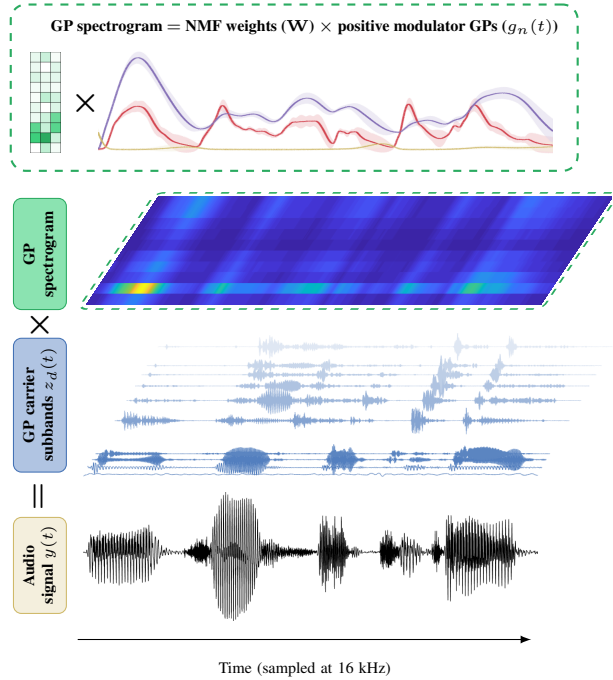 GP spectrogram = NMF weights (W) × positive modulator GPs (gₙ(t))
×
GP
spectrogram
×
GP carrier
subbands z_d(t)
=
Audio
signal y(t)
Time (sampled at 16 kHz)